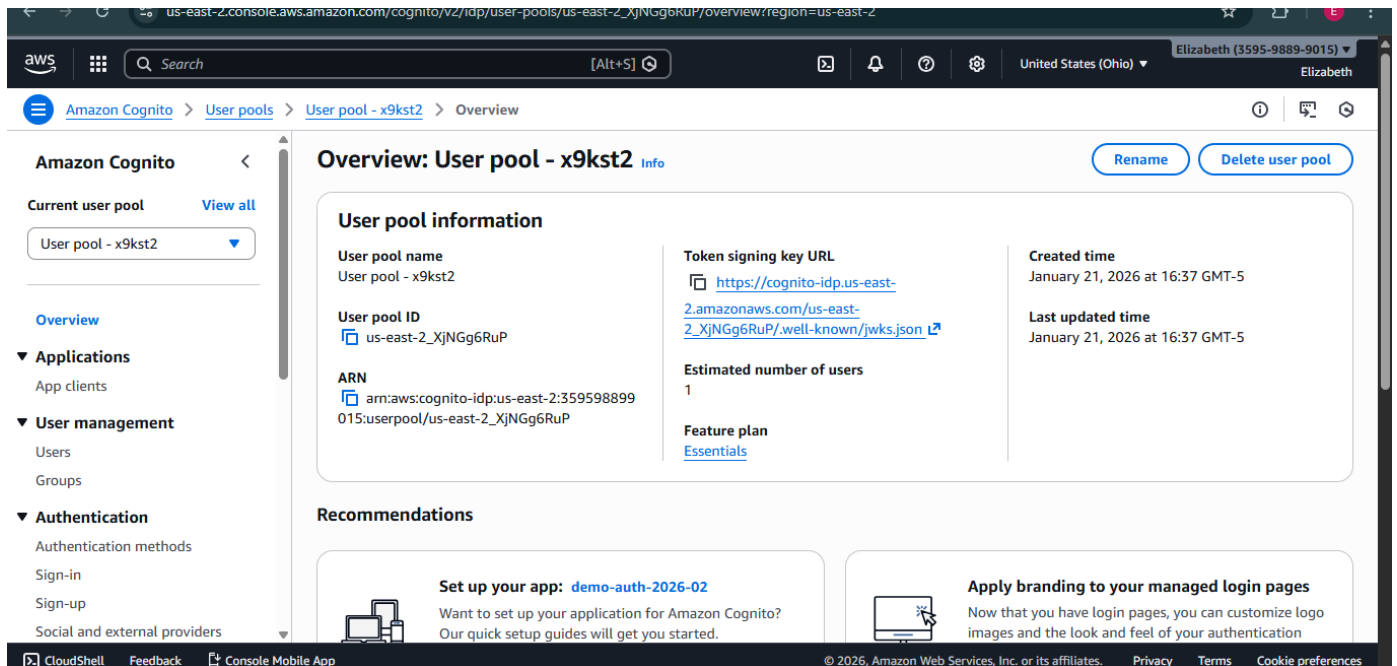 us-east-2.console.aws.amazon.com/cognito/v2/idp/user-pools/us-east-2_XjNGg6RuP/overview?region=us-east-2
E
aws
Search
[Alt+S]
United States (Ohio)
Elizabeth (3595-9889-9015)
Elizabeth
Amazon Cognito > User pools > User pool - x9kst2 > Overview
Amazon Cognito
Current user pool View all
User pool - x9kst2
Overview
Applications
App clients
User management
Users
Groups
Authentication
Authentication methods
Sign-in
Sign-up
Social and external providers
Overview: User pool - x9kst2 Info
Rename
Delete user pool
User pool information
User pool name
User pool - x9kst2
User pool ID
us-east-2_XjNGg6RuP
ARN
arn:aws:cognito-idp:us-east-2:359598899
015:userpool/us-east-2_XjNGg6RuP
Token signing key URL
https://cognito-idp.us-east-
2.amazonaws.com/us-east-
2_XjNGg6RuP/.well-known/jwks.json
Estimated number of users
1
Feature plan
Essentials
Created time
January 21, 2026 at 16:37 GMT-5
Last updated time
January 21, 2026 at 16:37 GMT-5
Recommendations
Set up your app: demo-auth-2026-02
Want to set up your application for Amazon Cognito?
Our quick setup guides will get you started.
Apply branding to your managed login pages
Now that you have login pages, you can customize logo
images and the look and feel of your authentication
CloudShell
Feedback
Console Mobile App
© 2026, Amazon Web Services, Inc. or its affiliates.
Privacy
Terms
Cookie preferences